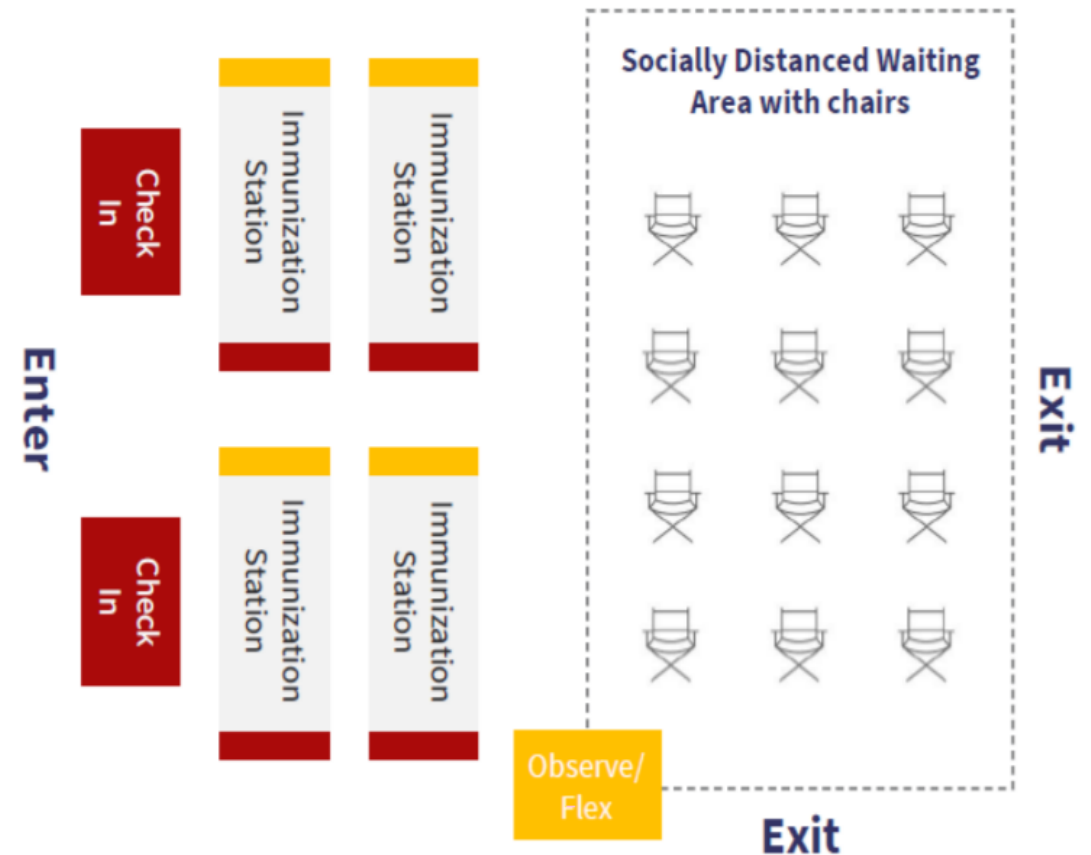 Enter
Check
In
Immunization
Station
Immunization
Station
Check
In
Immunization
Station
Immunization
Station
Socially Distanced Waiting
Area with chairs
Observe/
Flex
Exit
Exit